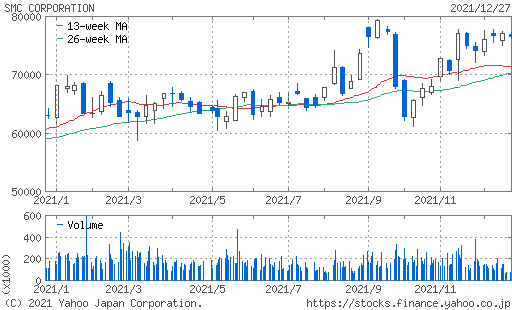 SMC CORPORATION 2021/12/27
80000
13-week MA
26-week MA
70000
60000
50000
2021/1 2021/3 2021/5 2021/7 2021/9 2021/11
600
Volume
400
200
0
(x1000)
2021/1 2021/3 2021/5 2021/7 2021/9 2021/11
(C) 2021 Yahoo Japan Corporation. https://stocks.finance.yahoo.co.jp